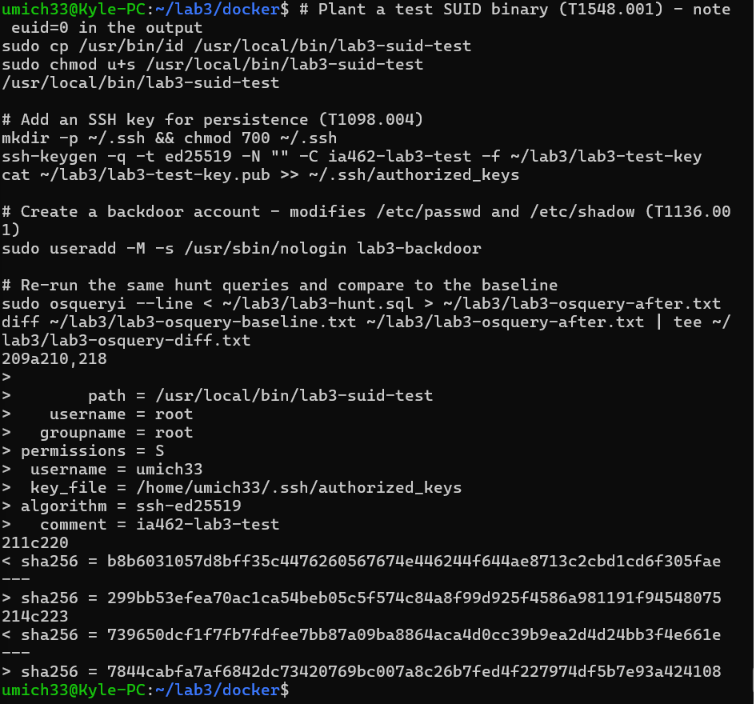 umich33@Kyle-PC:~/lab3/docker$ # Plant a test SUID binary (T1548.001) - note
 euid=0 in the output
sudo cp /usr/bin/id /usr/local/bin/lab3-suid-test
sudo chmod u+s /usr/local/bin/lab3-suid-test
/usr/local/bin/lab3-suid-test

# Add an SSH key for persistence (T1098.004)
mkdir -p ~/.ssh && chmod 700 ~/.ssh
ssh-keygen -q -t ed25519 -N "" -C ia462-lab3-test -f ~/lab3/lab3-test-key
cat ~/lab3/lab3-test-key.pub >> ~/.ssh/authorized_keys

# Create a backdoor account - modifies /etc/passwd and /etc/shadow (T1136.00
1)
sudo useradd -M -s /usr/sbin/nologin lab3-backdoor

# Re-run the same hunt queries and compare to the baseline
sudo osqueryi --line < ~/lab3/lab3-hunt.sql > ~/lab3/lab3-osquery-after.txt
diff ~/lab3/lab3-osquery-baseline.txt ~/lab3/lab3-osquery-after.txt | tee ~/
lab3/lab3-osquery-diff.txt
209a210,218
>
>        path = /usr/local/bin/lab3-suid-test
>    username = root
>   groupname = root
> permissions = S
>  username = umich33
>  key_file = /home/umich33/.ssh/authorized_keys
> algorithm = ssh-ed25519
>   comment = ia462-lab3-test
211c220
< sha256 = b8b6031057d8bff35c4476260567674e446244f644ae8713c2cbd1cd6f305fae
---
> sha256 = 299bb53efea70ac1ca54beb05c5f574c84a8f99d925f4586a981191f94548075
214c223
< sha256 = 739650dcf1f7fb7fdfee7bb87a09ba8864aca4d0cc39b9ea2d4d24bb3f4e661e
---
> sha256 = 7844cabfa7af6842dc73420769bc007a8c26b7fed4f227974df5b7e93a424108
umich33@Kyle-PC:~/lab3/docker$